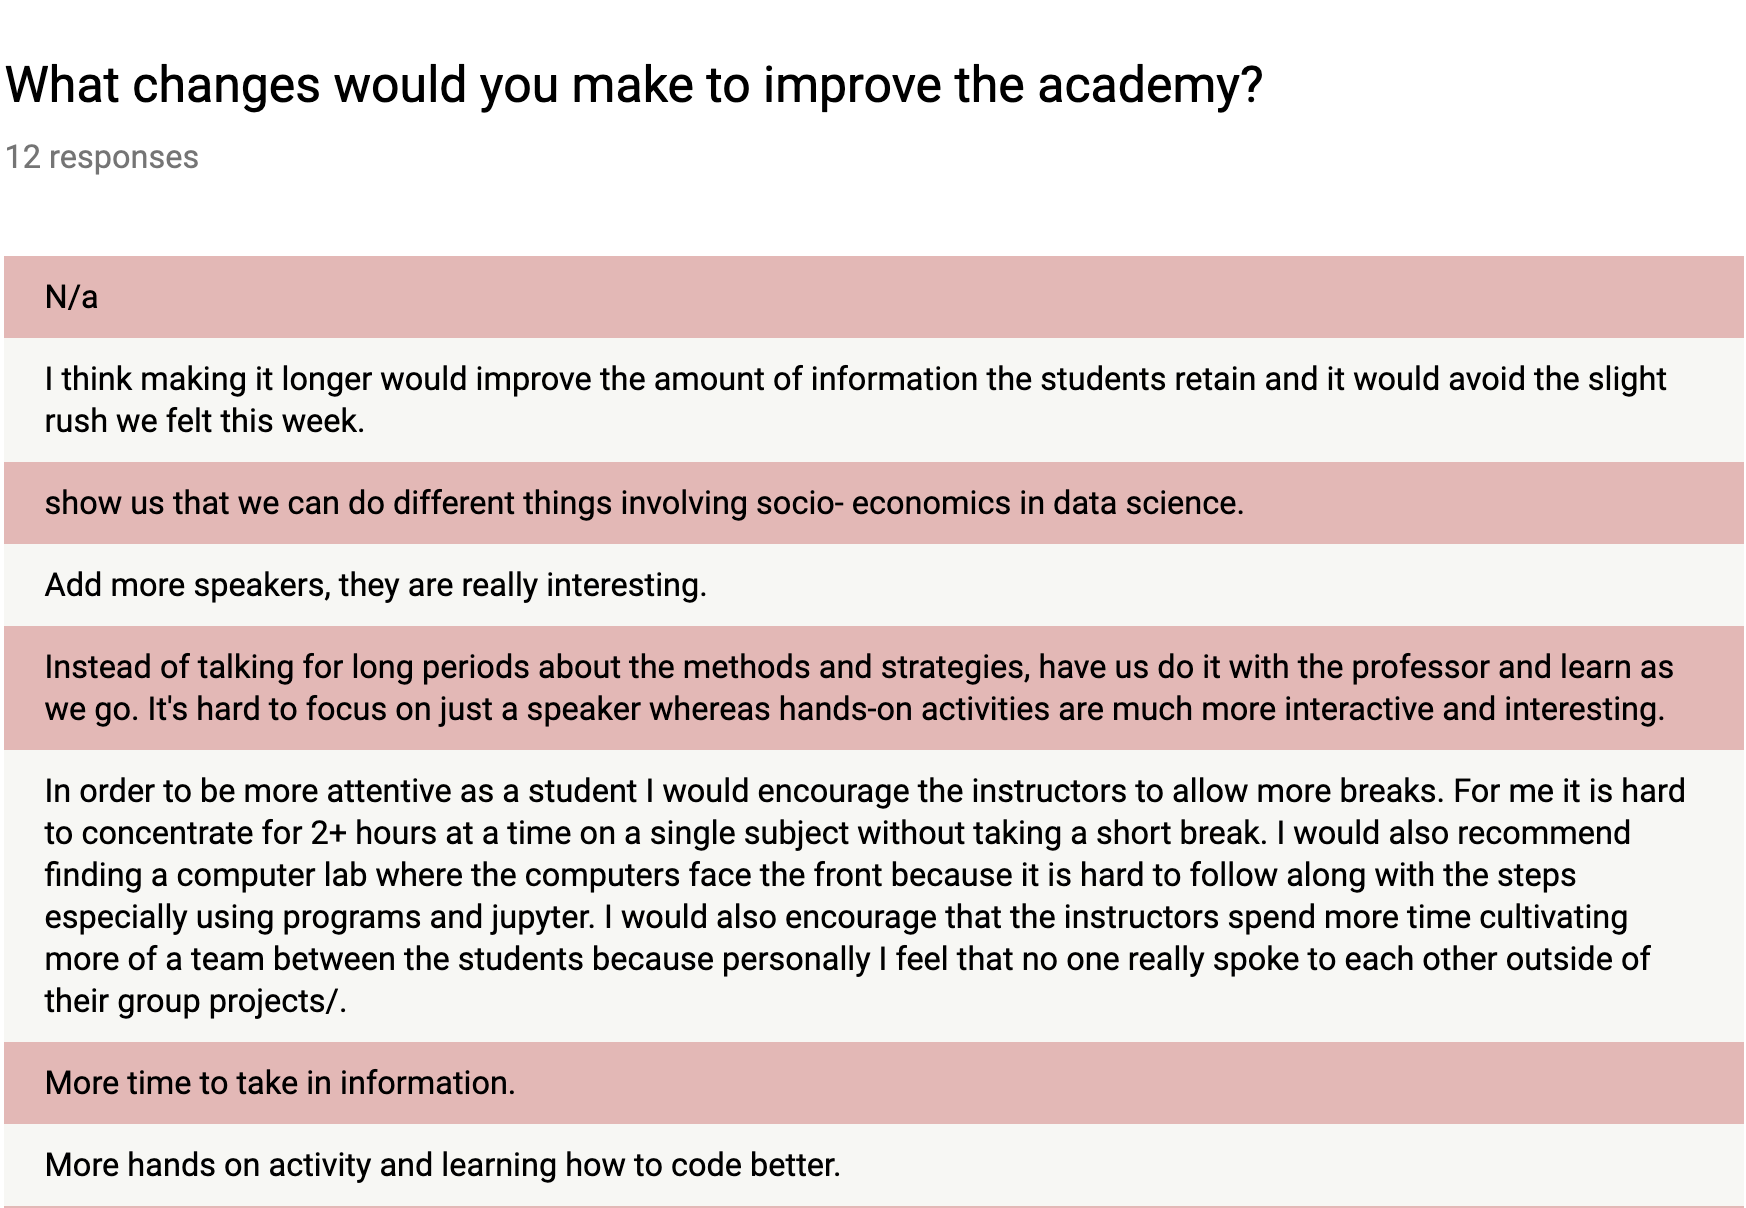 What changes would you make to improve the academy?
12 responses
N/a
I think making it longer would improve the amount of information the students retain and it would avoid the slight
rush we felt this week.
show us that we can do different things involving socio- economics in data science.
Add more speakers, they are really interesting.
Instead of talking for long periods about the methods and strategies, have us do it with the professor and learn as
we go. It's hard to focus on just a speaker whereas hands-on activities are much more interactive and interesting.
In order to be more attentive as a student I would encourage the instructors to allow more breaks. For me it is hard
to concentrate for 2+ hours at a time on a single subject without taking a short break. I would also recommend
finding a computer lab where the computers face the front because it is hard to follow along with the steps
especially using programs and jupyter. I would also encourage that the instructors spend more time cultivating
more of a team between the students because personally I feel that no one really spoke to each other outside of
their group projects/.
More time to take in information.
More hands on activity and learning how to code better.